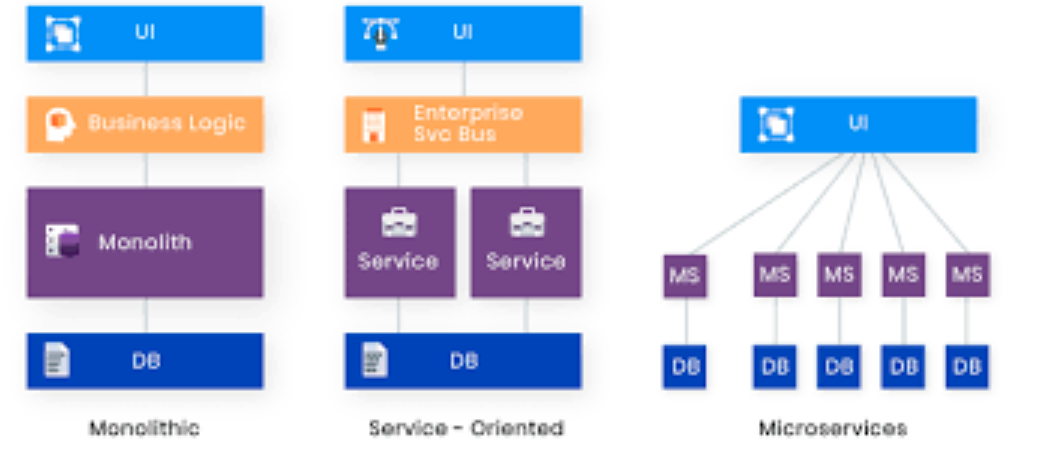 UI
Business Logic
Monolith
DB
Monolithic
UI
Enterprise
Svc Bus
Service
Service
DB
Service - Oriented
UI
MS
MS
MS
MS
MS
DB
DB
DB
DB
DB
Microservices